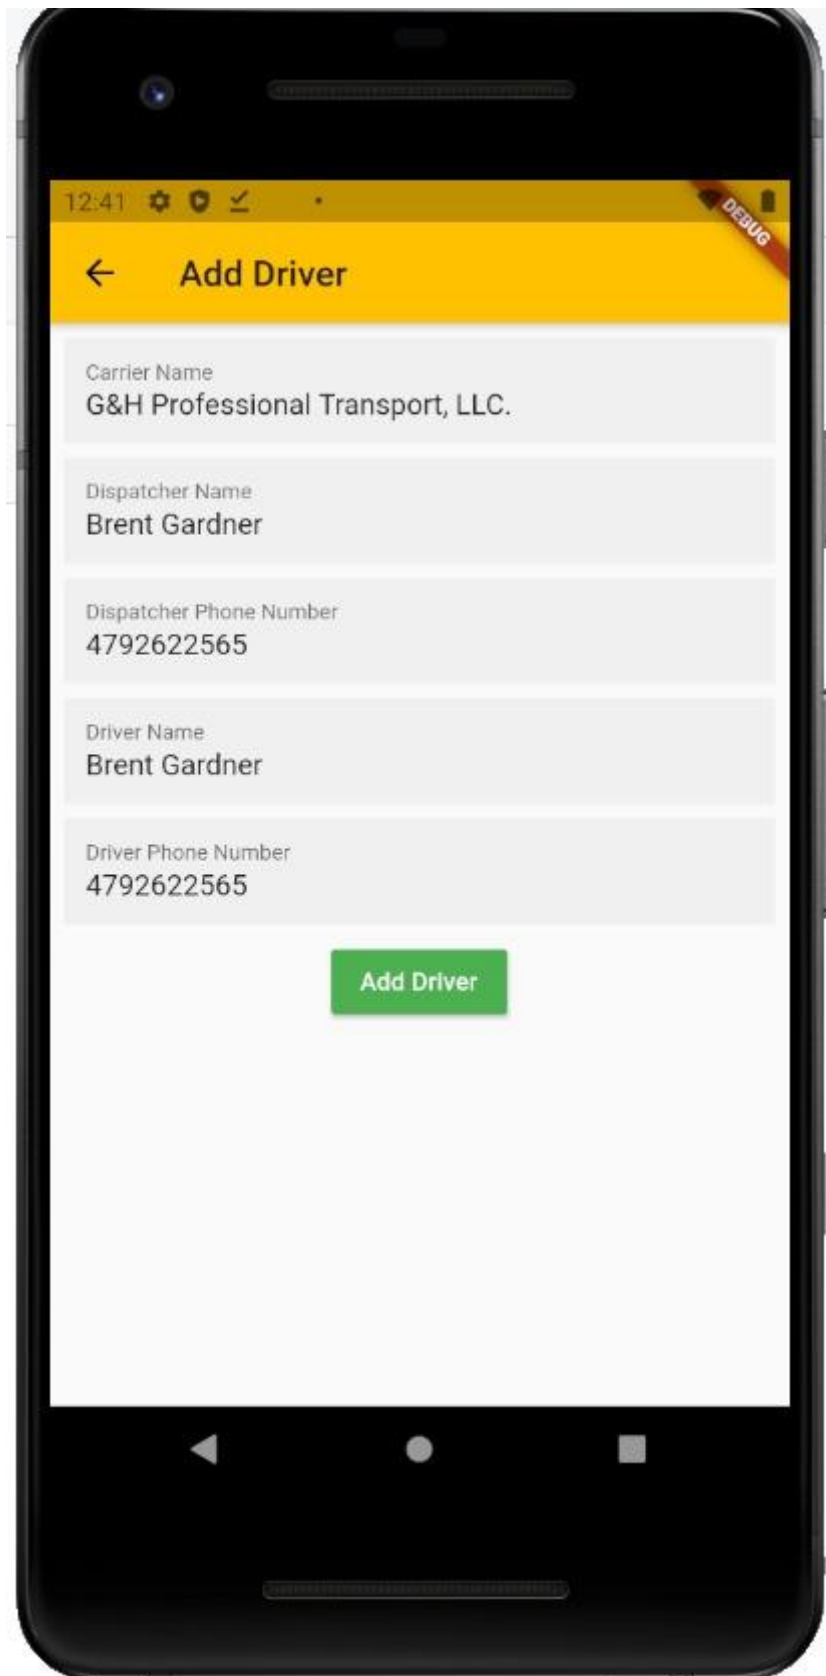 12:41
DEBUG
Add Driver
Carrier Name
G&H Professional Transport, LLC.
Dispatcher Name
Brent Gardner
Dispatcher Phone Number
4792622565
Driver Name
Brent Gardner
Driver Phone Number
4792622565
Add Driver